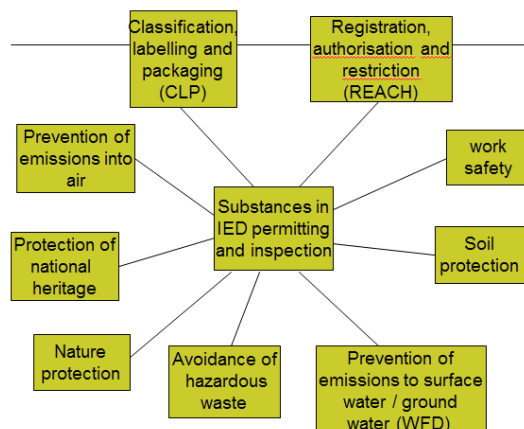 Classification,
labelling and
packaging
(CLP)
Registration,
authorisation and
restriction
(REACH)
Prevention of
emissions into
air
work
safety
Substances in
IED permitting
and inspection
Protection of
national
heritage
Soil
protection
Nature
protection
Avoidance of
hazardous
waste
Prevention of
emissions to surface
water / ground
water (WFD)